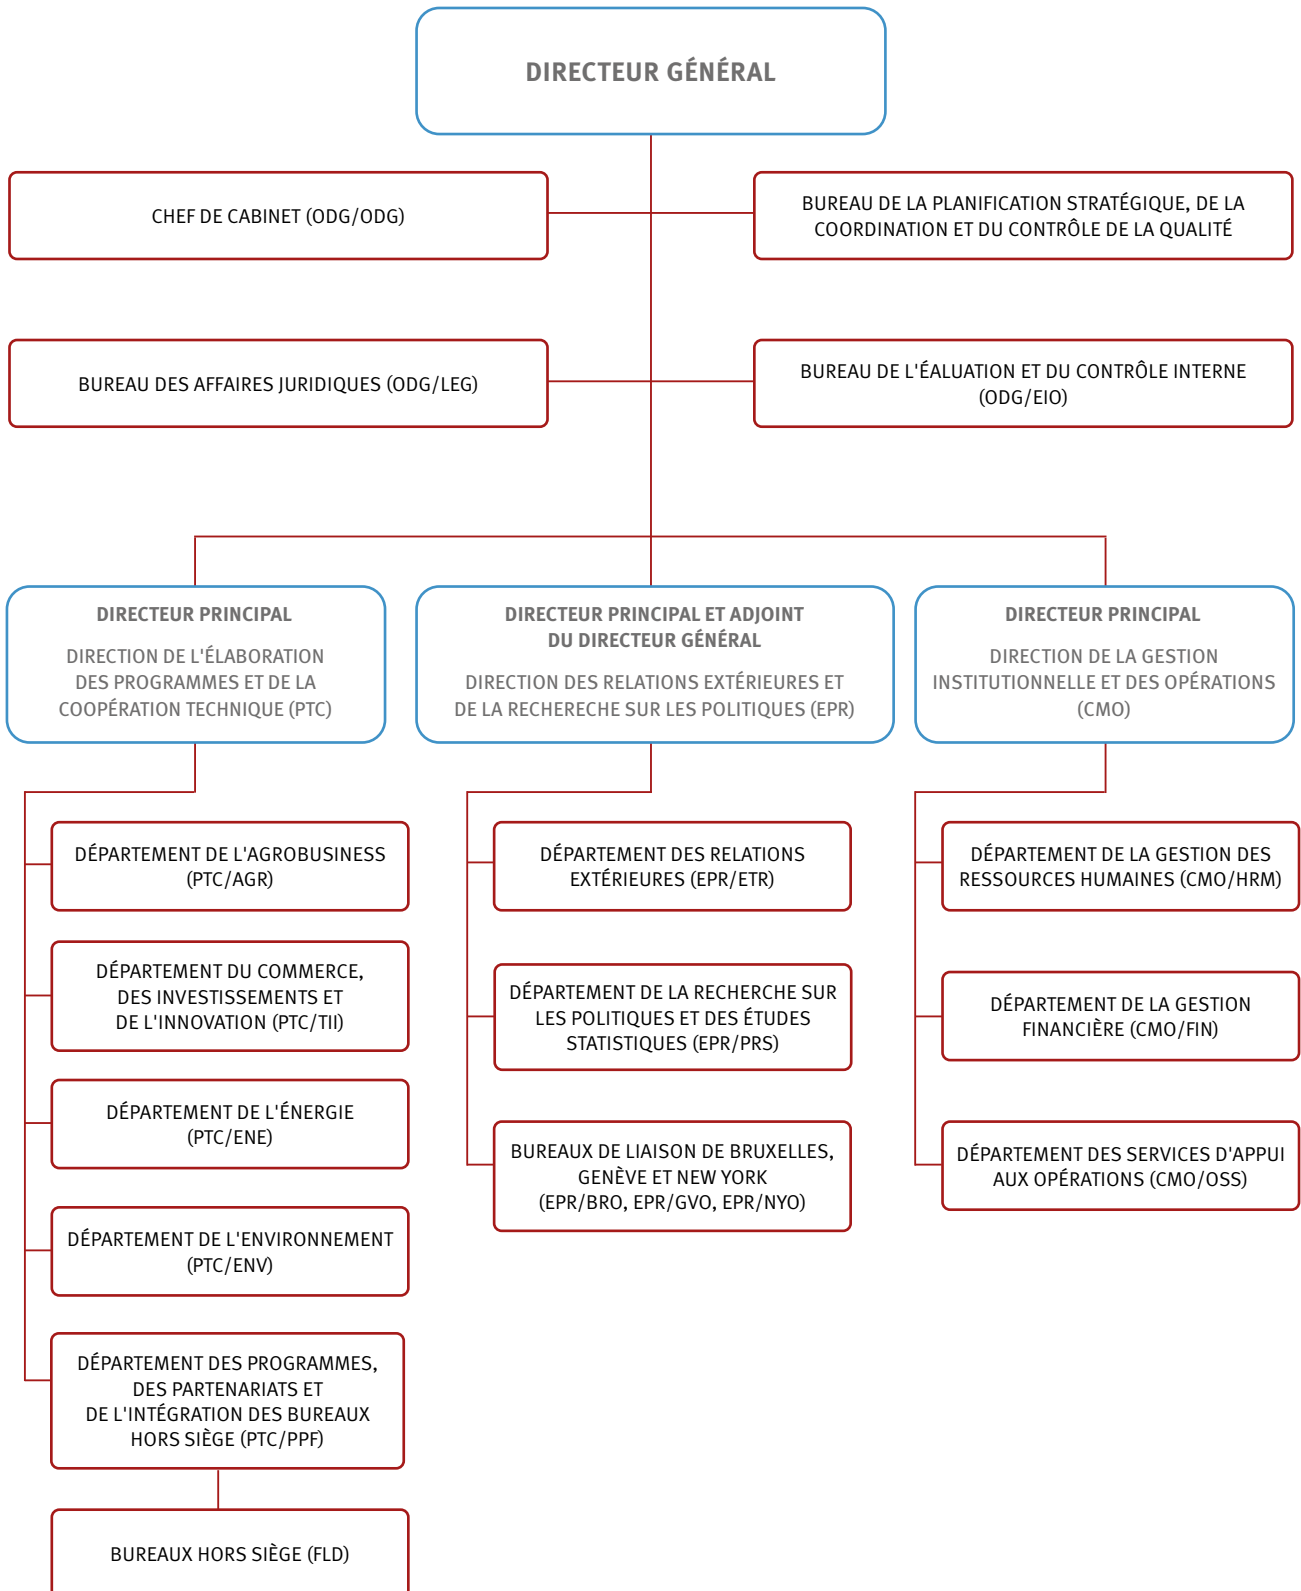 DIRECTEUR GÉNÉRAL
CHEF DE CABINET (ODG/ODG)
BUREAU DE LA PLANIFICATION STRATÉGIQUE, DE LA
COORDINATION ET DU CONTRÔLE DE LA QUALITÉ
BUREAU DES AFFAIRES JURIDIQUES (ODG/LEG)
BUREAU DE L'ÉALUATION ET DU CONTRÔLE INTERNE
(ODG/EIO)
DIRECTEUR PRINCIPAL
DIRECTION DE L'ÉLABORATION
DES PROGRAMMES ET DE LA
COOPÉRATION TECHNIQUE (PTC)
DIRECTEUR PRINCIPAL ET ADJOINT
DU DIRECTEUR GÉNÉRAL
DIRECTION DES RELATIONS EXTÉRIEURES ET
DE LA RECHERECHE SUR LES POLITIQUES (EPR)
DIRECTEUR PRINCIPAL
DIRECTION DE LA GESTION
INSTITUTIONNELLE ET DES OPÉRATIONS
(CMO)
DÉPARTEMENT DE L'AGROBUSINESS
(PTC/AGR)
DÉPARTEMENT DU COMMERCE,
DES INVESTISSEMENTS ET
DE L'INNOVATION (PTC/TII)
DÉPARTEMENT DE L'ÉNERGIE
(PTC/ENE)
DÉPARTEMENT DE L'ENVIRONNEMENT
(PTC/ENV)
DÉPARTEMENT DES PROGRAMMES,
DES PARTENARIATS ET
DE L'INTÉGRATION DES BUREAUX
HORS SIÈGE (PTC/PPF)
BUREAUX HORS SIÈGE (FLD)
DÉPARTEMENT DES RELATIONS
EXTÉRIEURES (EPR/ETR)
DÉPARTEMENT DE LA RECHERCHE SUR
LES POLITIQUES ET DES ÉTUDES
STATISTIQUES (EPR/PRS)
BUREAUX DE LIAISON DE BRUXELLES,
GENÈVE ET NEW YORK
(EPR/BRO, EPR/GVO, EPR/NYO)
DÉPARTEMENT DE LA GESTION DES
RESSOURCES HUMAINES (CMO/HRM)
DÉPARTEMENT DE LA GESTION
FINANCIÈRE (CMO/FIN)
DÉPARTEMENT DES SERVICES D'APPUI
AUX OPÉRATIONS (CMO/OSS)